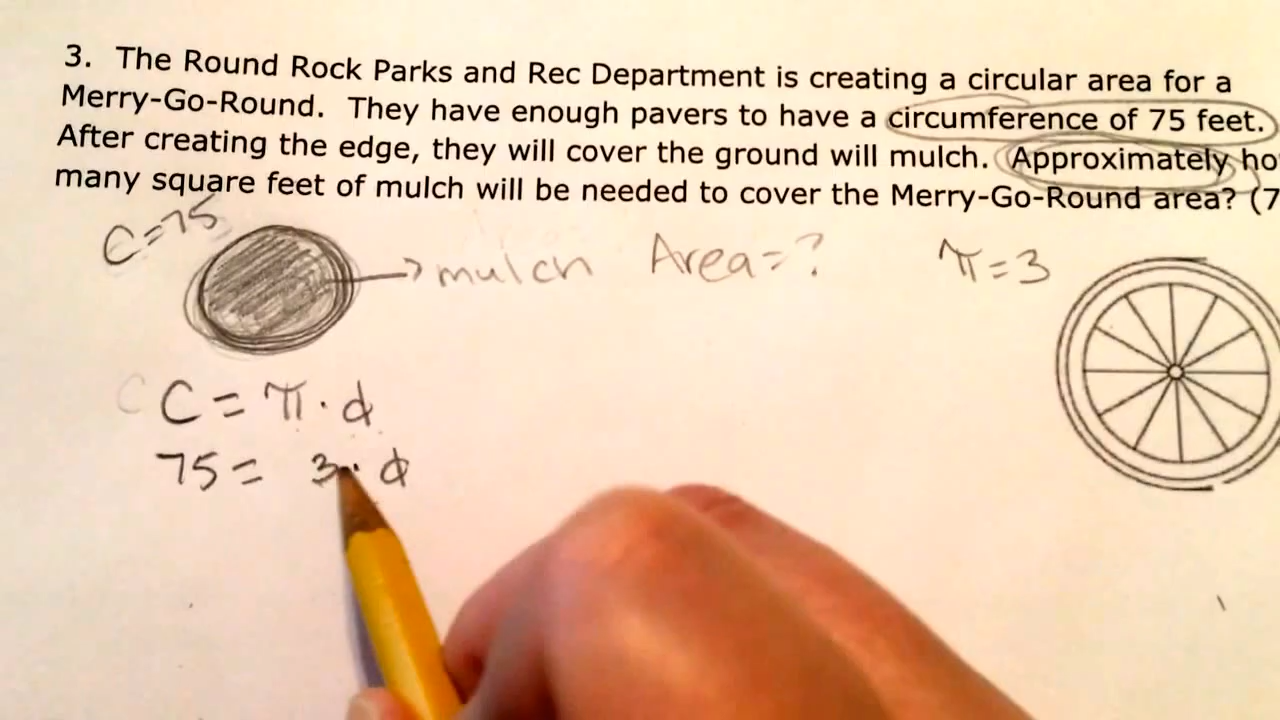 3. The Round Rock Parks and Rec Department is creating a circular area for a
Merry-Go-Round. They have enough pavers to have a circumference of 75 feet.
After creating the edge, they will cover the ground will mulch. Approximately ho
many square feet of mulch will be needed to cover the Merry-Go-Round area? (7
C=75
mulch
Area=?
π=3
C = π · d
75 = 3 · d